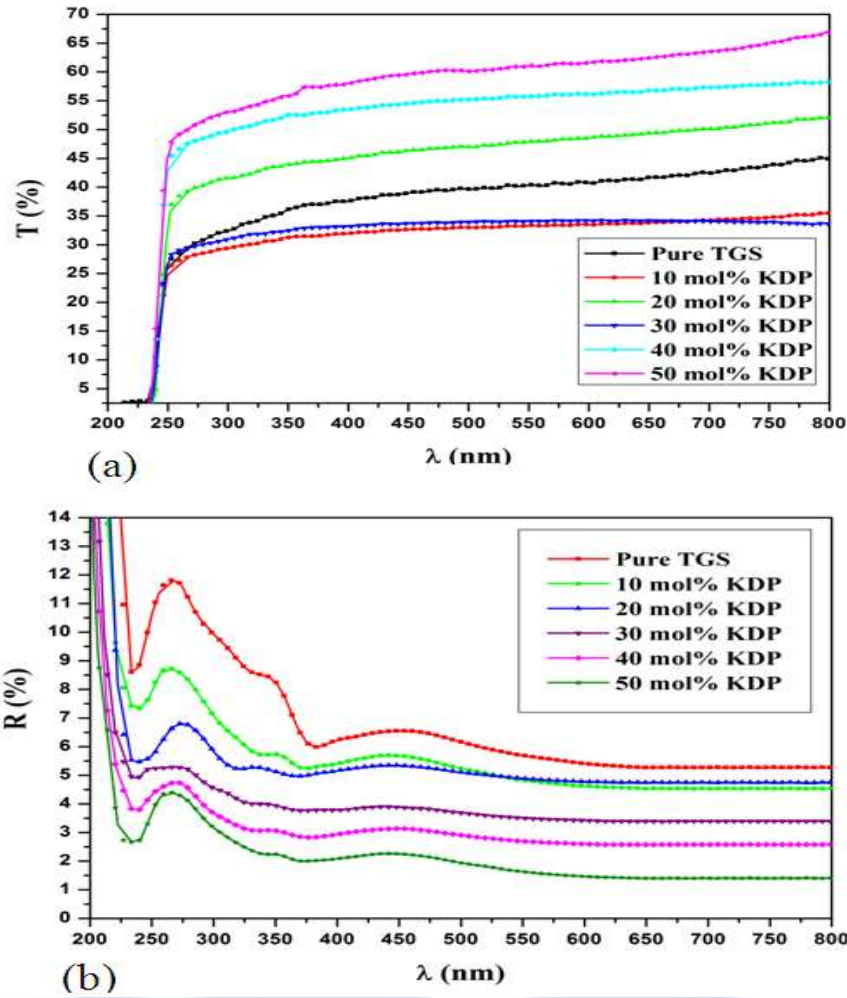 70
65
60
55
50
45
40
35
30
25
20
15
10
5
T (%)
Pure TGS
10 mol% KDP
20 mol% KDP
30 mol% KDP
40 mol% KDP
50 mol% KDP
200 250 300 350 400 450 500 550 600 650 700 750 800
λ (nm)
(a)
14
13
12
11
10
9
8
7
6
5
4
3
2
1
0
R (%)
Pure TGS
10 mol% KDP
20 mol% KDP
30 mol% KDP
40 mol% KDP
50 mol% KDP
200 250 300 350 400 450 500 550 600 650 700 750 800
λ (nm)
(b)